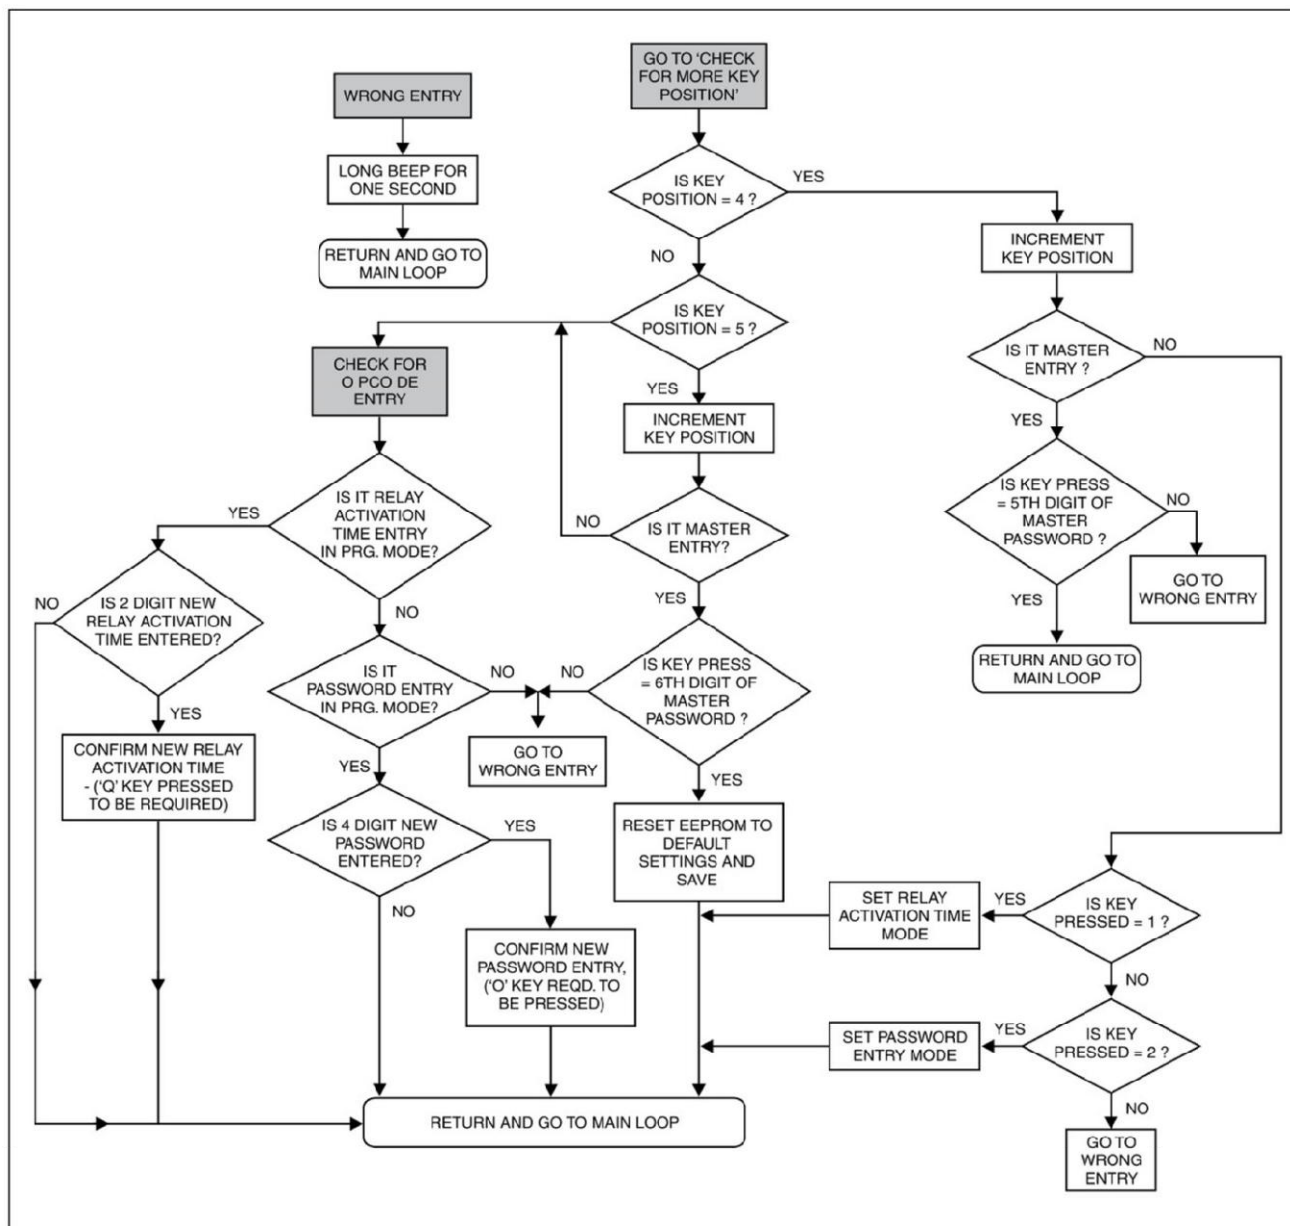 WRONG ENTRY
LONG BEEP FOR
ONE SECOND
RETURN AND GO TO
MAIN LOOP
GO TO ‘CHECK
FOR MORE KEY
POSITION’
IS KEY
POSITION = 4 ?
YES
NO
INCREMENT
KEY POSITION
IS IT MASTER
ENTRY ?
NO
YES
IS KEY PRESS
= 5TH DIGIT OF
MASTER
PASSWORD ?
NO
GO TO
WRONG ENTRY
YES
RETURN AND GO TO
MAIN LOOP
IS KEY
POSITION = 5 ?
YES
INCREMENT
KEY POSITION
IS IT MASTER
ENTRY?
NO
YES
IS KEY PRESS
= 6TH DIGIT OF
MASTER
PASSWORD ?
NO
YES
RESET EEPROM TO
DEFAULT
SETTINGS AND
SAVE
CHECK FOR
O PCO DE
ENTRY
IS IT RELAY
ACTIVATION
TIME ENTRY
IN PRG. MODE?
YES
NO
IS 2 DIGIT NEW
RELAY ACTIVATION
TIME ENTERED?
NO
YES
CONFIRM NEW RELAY
ACTIVATION TIME
- (‘Q’ KEY PRESSED
TO BE REQUIRED)
IS IT
PASSWORD ENTRY
IN PRG. MODE?
NO
GO TO
WRONG ENTRY
YES
IS 4 DIGIT NEW
PASSWORD
ENTERED?
YES
NO
CONFIRM NEW
PASSWORD ENTRY,
(‘O’ KEY REQD. TO
BE PRESSED)
IS KEY
PRESSED = 1 ?
YES
SET RELAY
ACTIVATION TIME
MODE
NO
IS KEY
PRESSED = 2 ?
YES
SET PASSWORD
ENTRY MODE
NO
GO TO
WRONG
ENTRY
RETURN AND GO TO MAIN LOOP